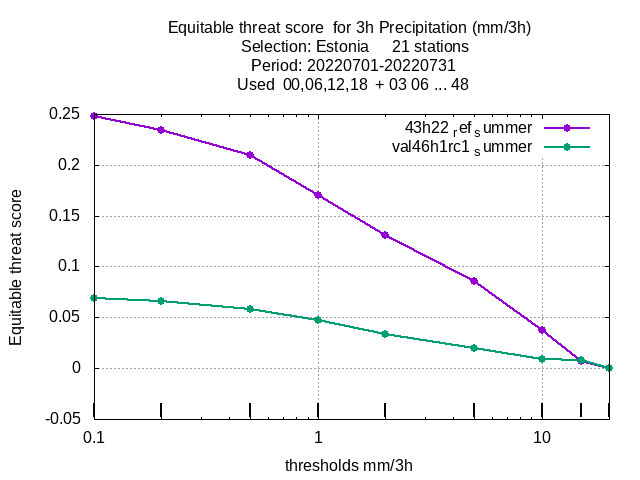 Equitable threat score  for 3h Precipitation (mm/3h)
Selection: Estonia     21 stations
Period: 20220701-20220731
Used  00,06,12,18  + 03 06 ... 48
43h22 refsummer
val46h1rc1 summer
0.25
0.2
0.15
0.1
0.05
0
-0.05
Equitable threat score
0.1 1 10
thresholds mm/3h